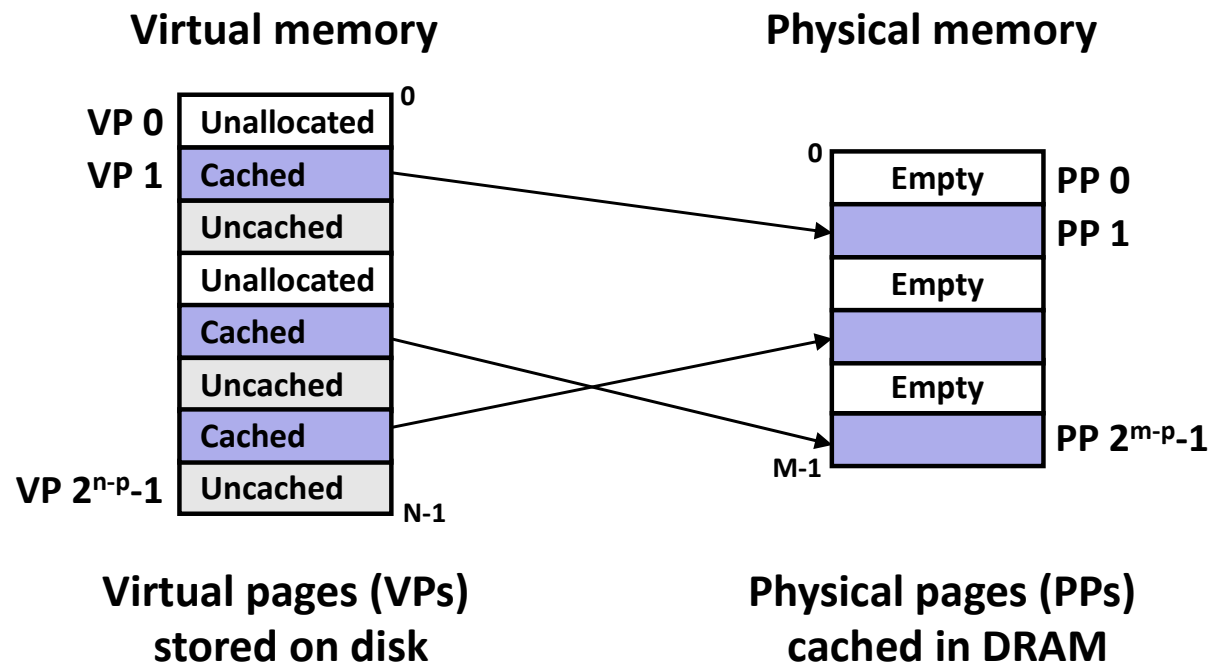 Virtual memory
Physical memory
0
VP 0 Unallocated
VP 1 Cached
Uncached
Unallocated
Cached
Uncached
Cached
VP 2ⁿ⁻ᵖ-1 Uncached
N-1
0
Empty PP 0
PP 1
Empty
Empty
PP 2ᵐ⁻ᵖ-1
M-1
Virtual pages (VPs)
stored on disk
Physical pages (PPs)
cached in DRAM